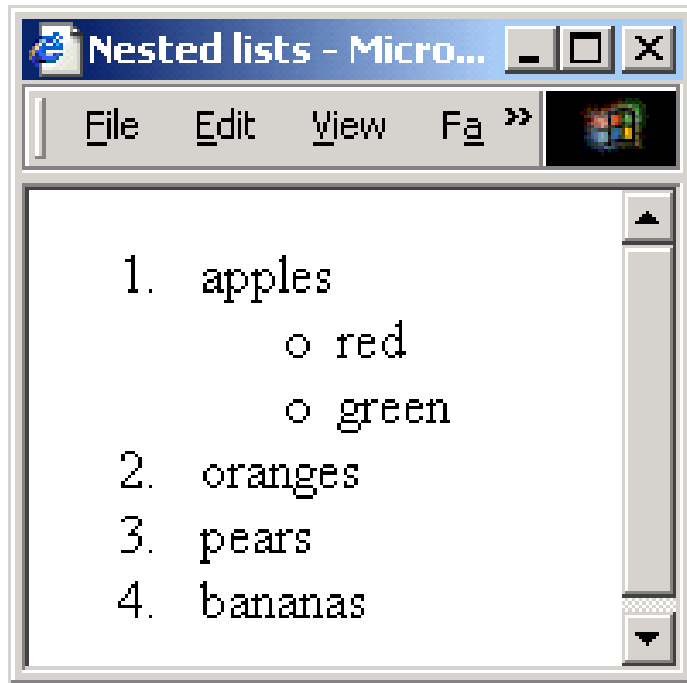 Nested lists - Micro...
File Edit View Fa »
1. apples
o red
o green
2. oranges
3. pears
4. bananas